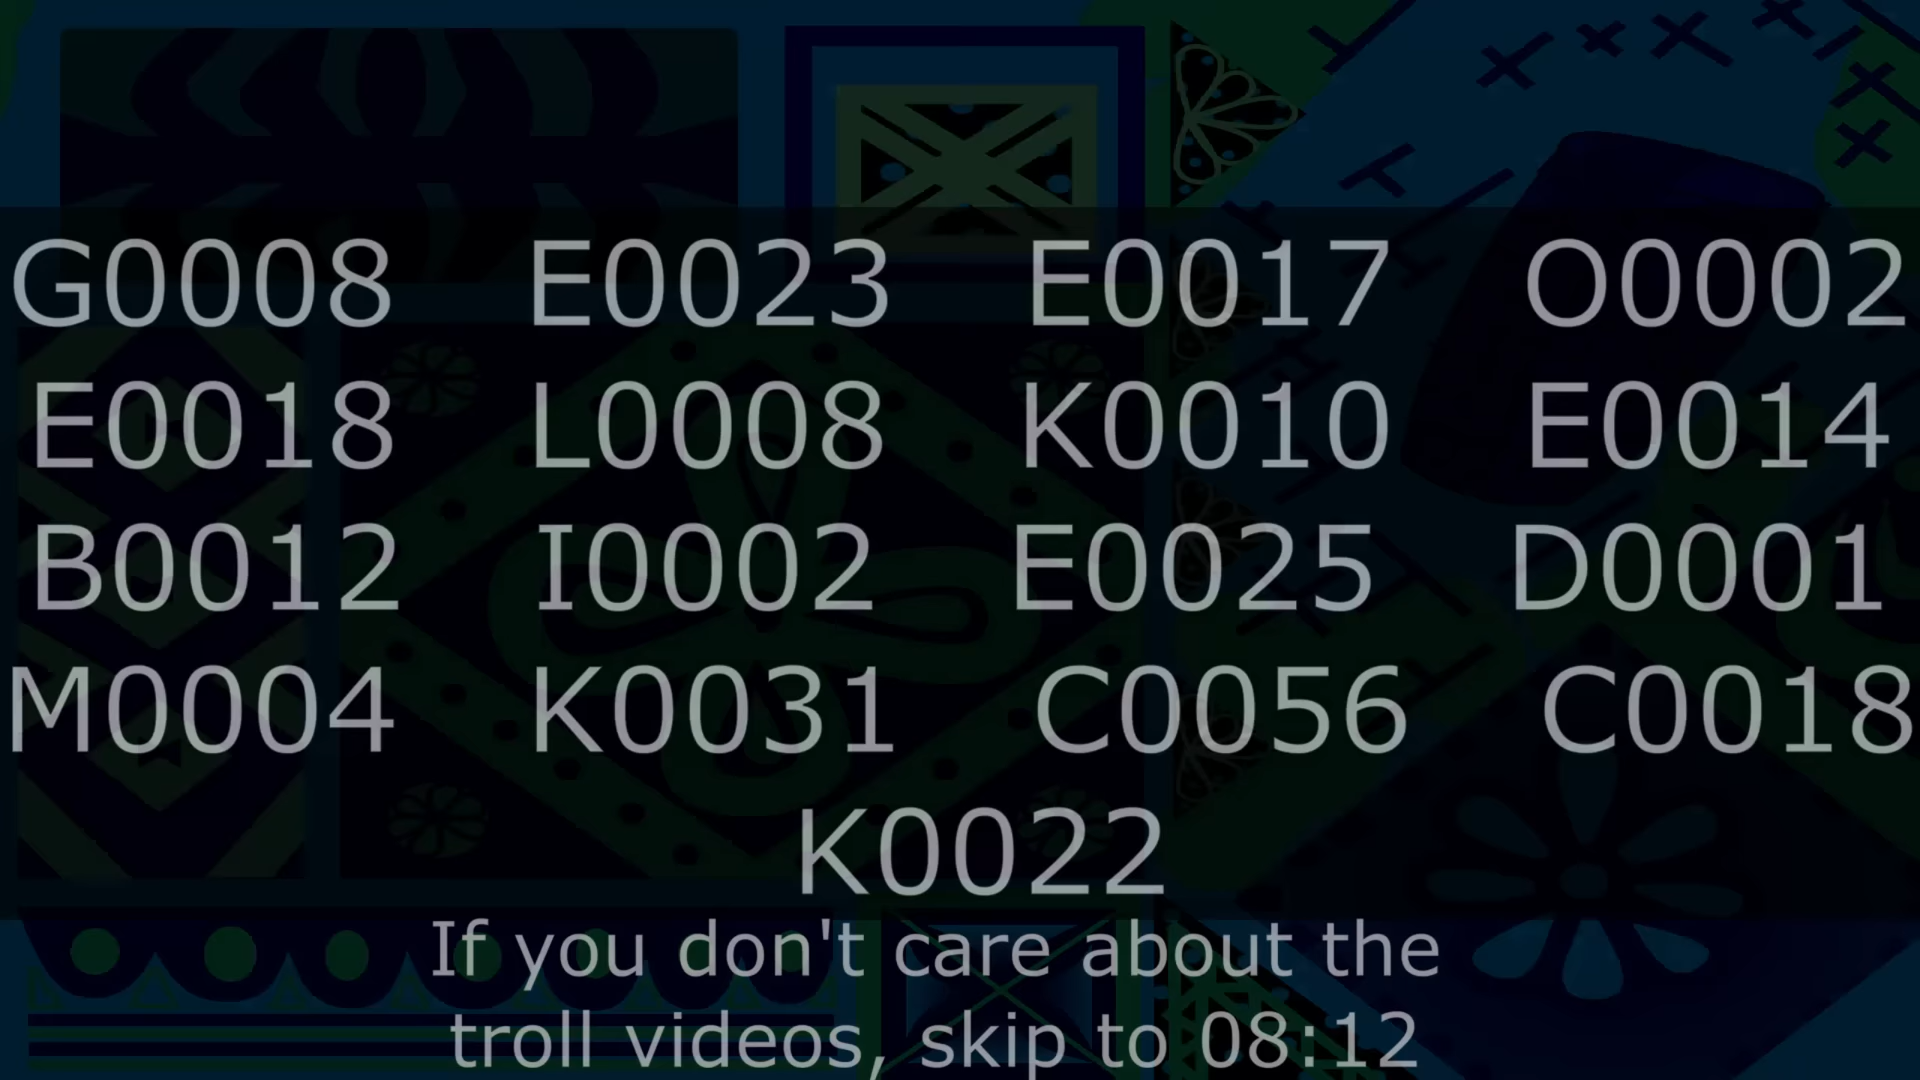 G0008 E0023 E0017 O0002
E0018 L0008 K0010 E0014
B0012 I0002 E0025 D0001
M0004 K0031 C0056 C0018
K0022
If you don't care about the
troll videos, skip to 08:12